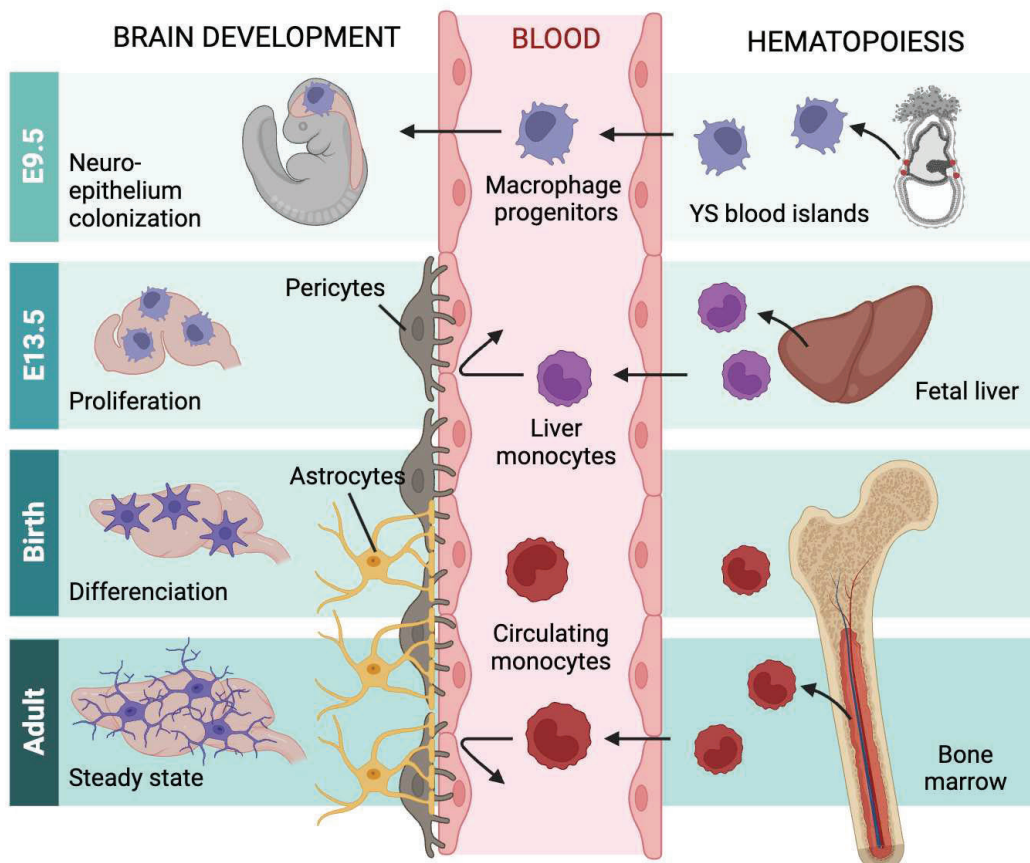 BRAIN DEVELOPMENT
BLOOD
HEMATOPOIESIS
E9.5
Neuro-
epithelium
colonization
Macrophage
progenitors
YS blood islands
E13.5
Pericytes
Proliferation
Liver
monocytes
Fetal liver
Birth
Astrocytes
Differenciation
Circulating
monocytes
Adult
Steady state
Bone
marrow